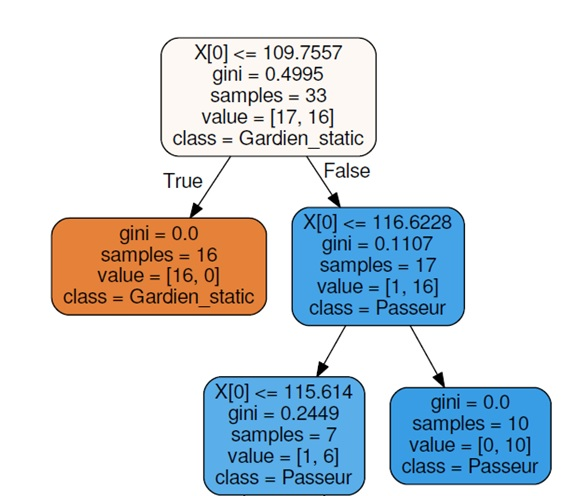 X[0] <= 109.7557
gini = 0.4995
samples = 33
value = [17, 16]
class = Gardien_static
True
False
gini = 0.0
samples = 16
value = [16, 0]
class = Gardien_static
X[0] <= 116.6228
gini = 0.1107
samples = 17
value = [1, 16]
class = Passeur
X[0] <= 115.614
gini = 0.2449
samples = 7
value = [1, 6]
class = Passeur
gini = 0.0
samples = 10
value = [0, 10]
class = Passeur